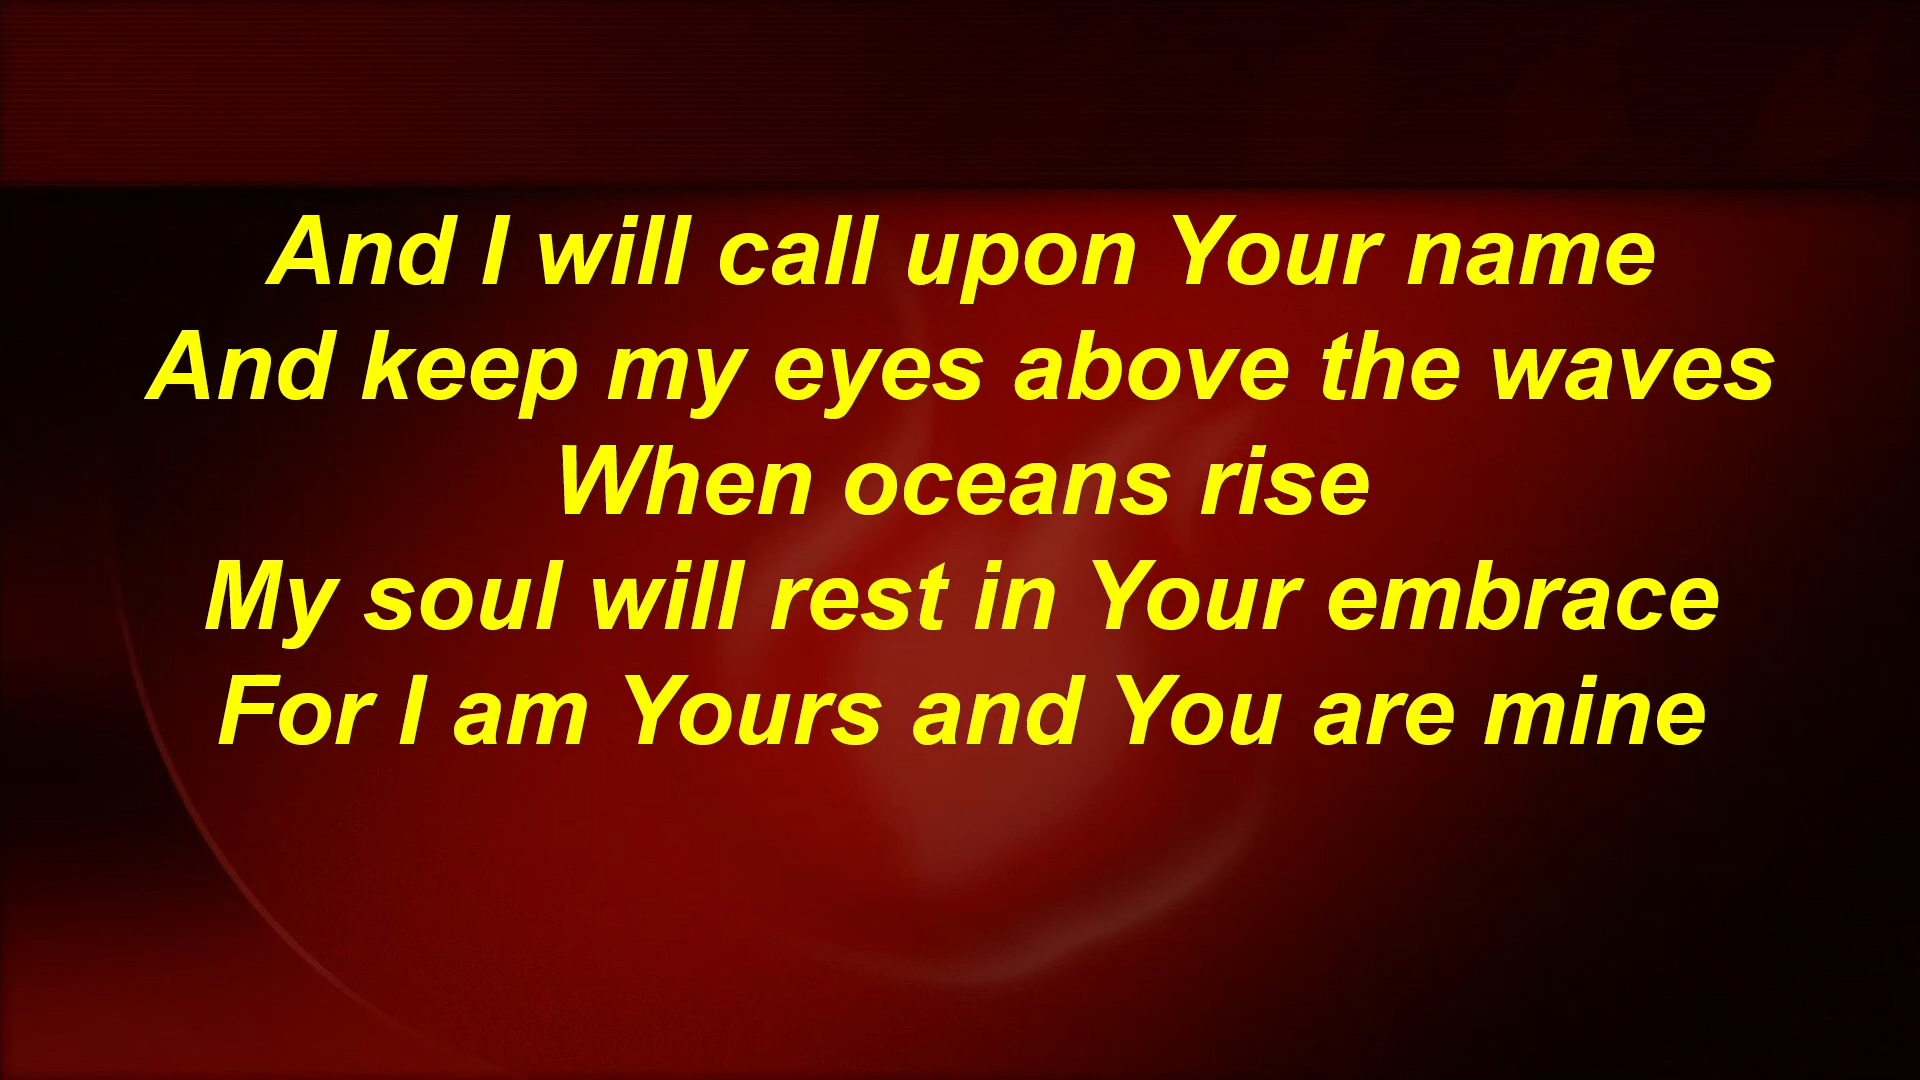 And I will call upon Your name
And keep my eyes above the waves
When oceans rise
My soul will rest in Your embrace
For I am Yours and You are mine